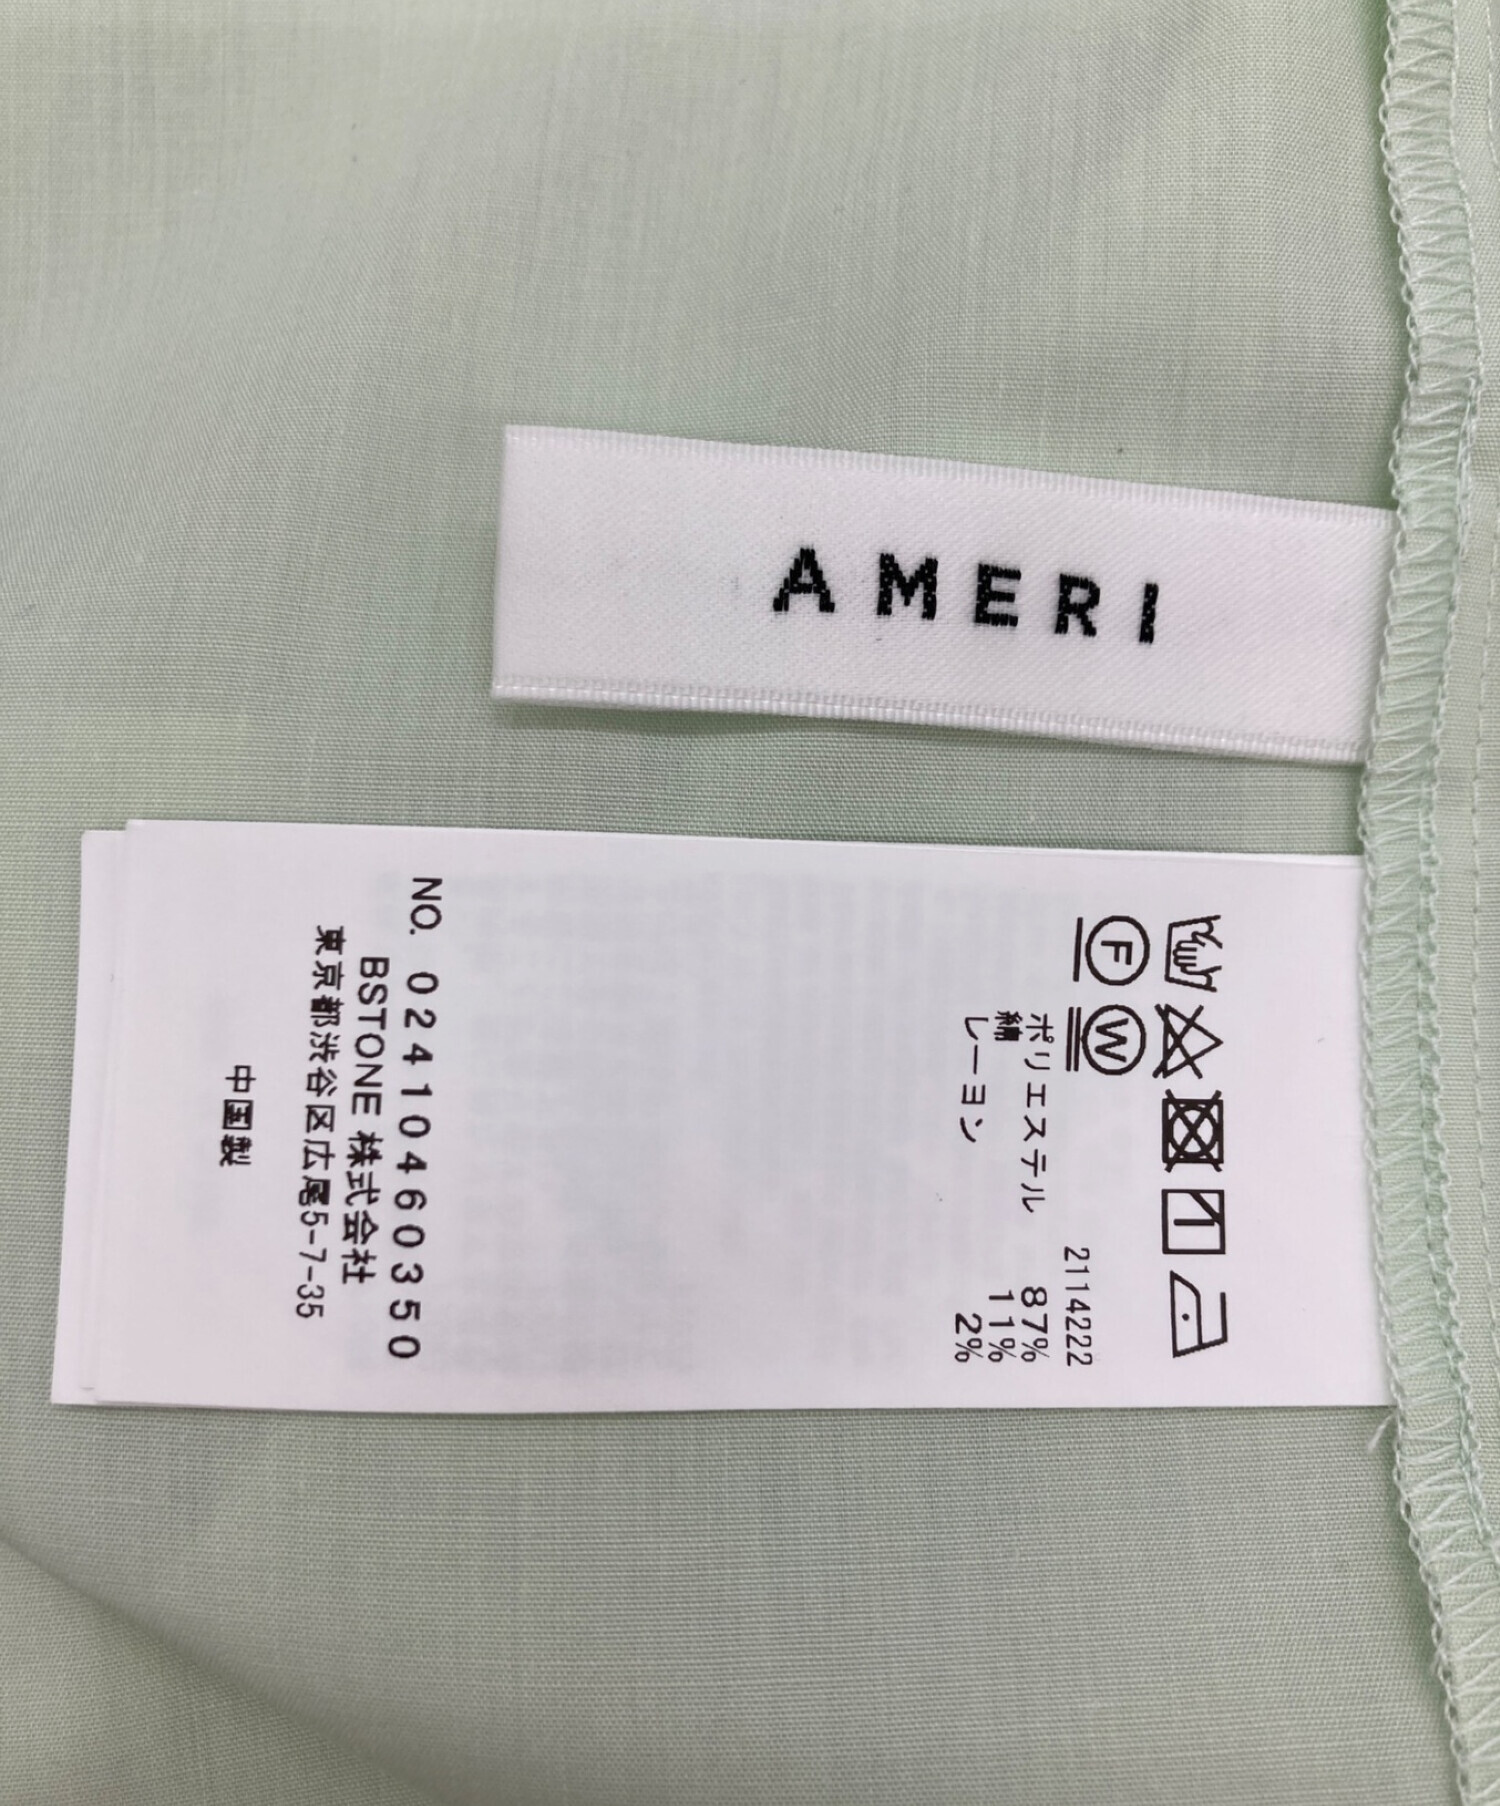 AMERI
F W
2114222
ポリエステル 87%
綿 11%
レーヨン 2%
NO. 02410460350
BSTONE 株式会社
東京都渋谷区広尾5-7-35
中国製